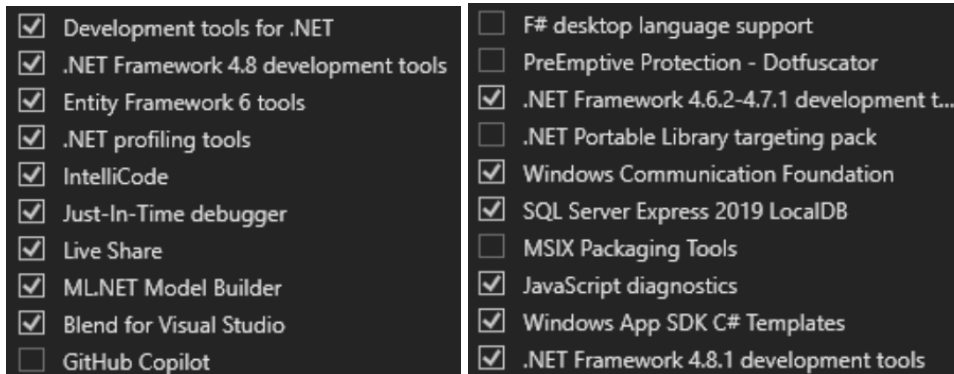 Development tools for .NET
.NET Framework 4.8 development tools
Entity Framework 6 tools
.NET profiling tools
IntelliCode
Just-In-Time debugger
Live Share
ML.NET Model Builder
Blend for Visual Studio
GitHub Copilot
F# desktop language support
PreEmptive Protection - Dotfuscator
.NET Framework 4.6.2-4.7.1 development t...
.NET Portable Library targeting pack
Windows Communication Foundation
SQL Server Express 2019 LocalDB
MSIX Packaging Tools
JavaScript diagnostics
Windows App SDK C# Templates
.NET Framework 4.8.1 development tools